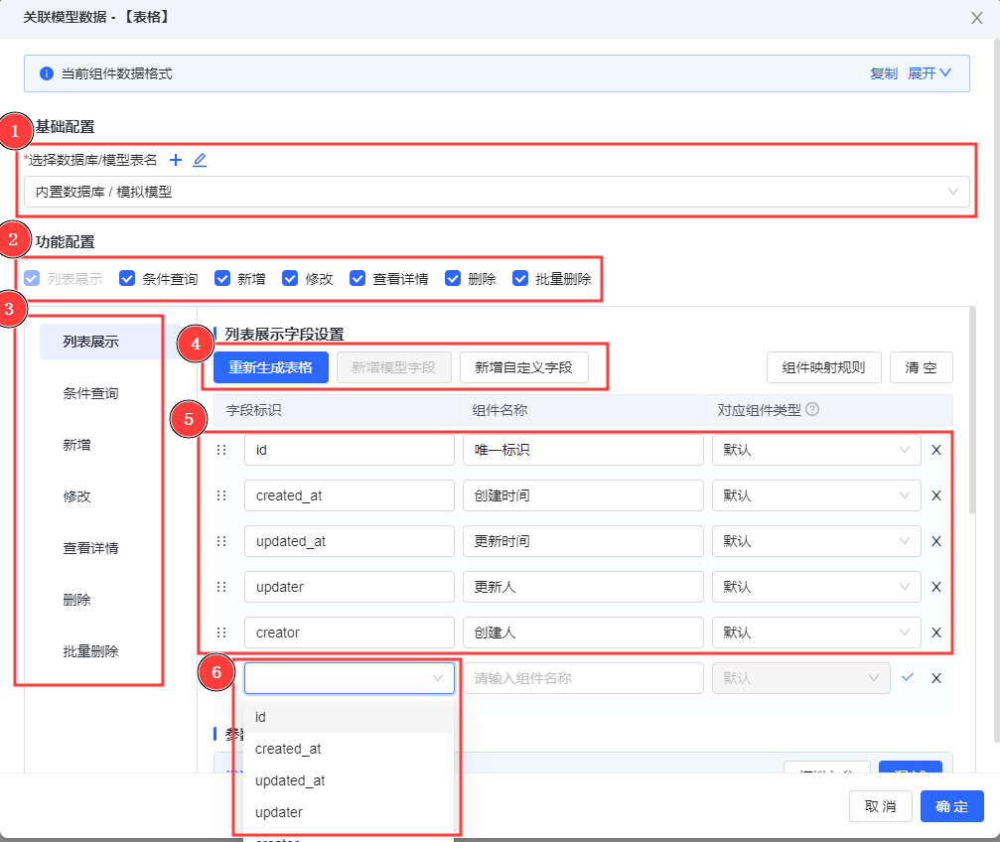 关联模型数据 - 【表格】 X
当前组件数据格式 复制 展开
1 基础配置
*选择数据库/模型表名
内置数据库 / 模拟模型
2 功能配置
列表展示 条件查询 新增 修改 查看详情 删除 批量删除
3
列表展示
条件查询
新增
修改
查看详情
删除
批量删除
列表展示字段设置
4 重新生成表格 新增模型字段 新增自定义字段 组件映射规则 清 空
5 字段标识 组件名称 对应组件类型
id 唯一标识 默认 X
created_at 创建时间 默认 X
updated_at 更新时间 默认 X
updater 更新人 默认 X
creator 创建人 默认 X
6 请输入组件名称 默认 X
id
created_at
updated_at
updater
creator
取 消 确 定